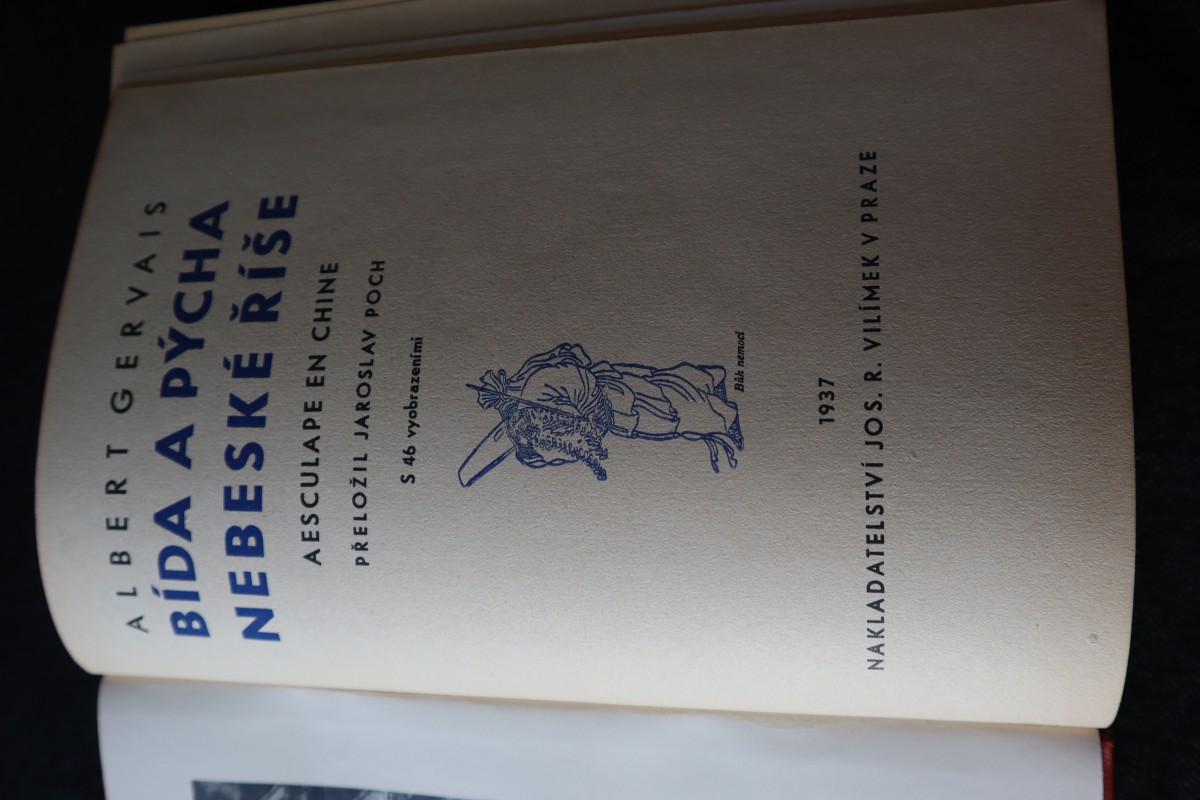 ALBERT GERVAIS
BÍDA A PÝCHA
NEBESKÉ ŘÍŠE
AESCULAPE EN CHINE
PŘELOŽIL JAROSLAV POCH
S 46 vyobrazeními
Bůh nemocí
1937
NAKLADATELSTVÍ JOS. R. VILÍMEK V PRAZE